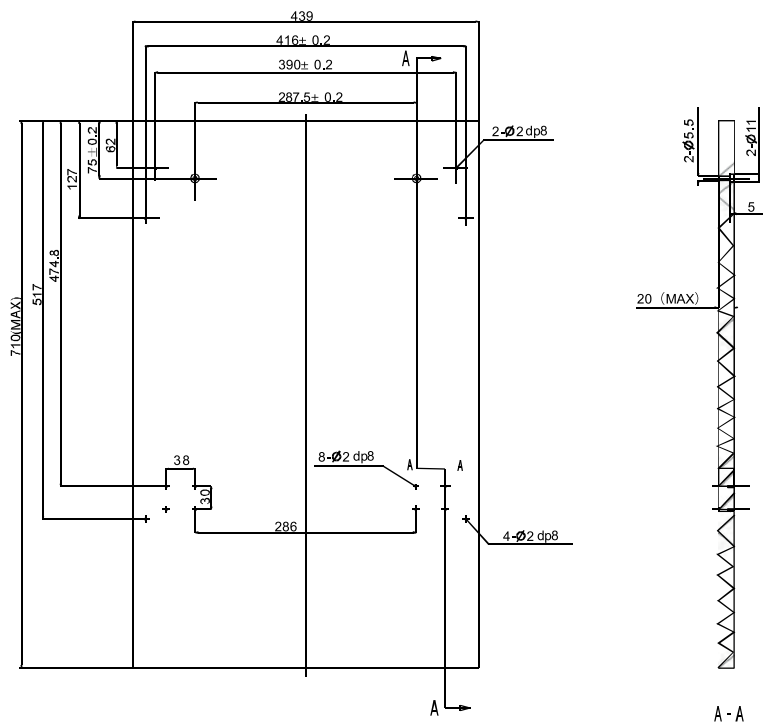 439
416± 0.2
A
390± 0.2
287.5± 0.2
2-Ø2 dp8
62
75±0.2
127
474.8
517
710(MAX)
2-Ø5.5
2-Ø11
5
20（MAX）
38
8-Ø2 dp8
A
A
30
286
4-Ø2 dp8
A
A - A